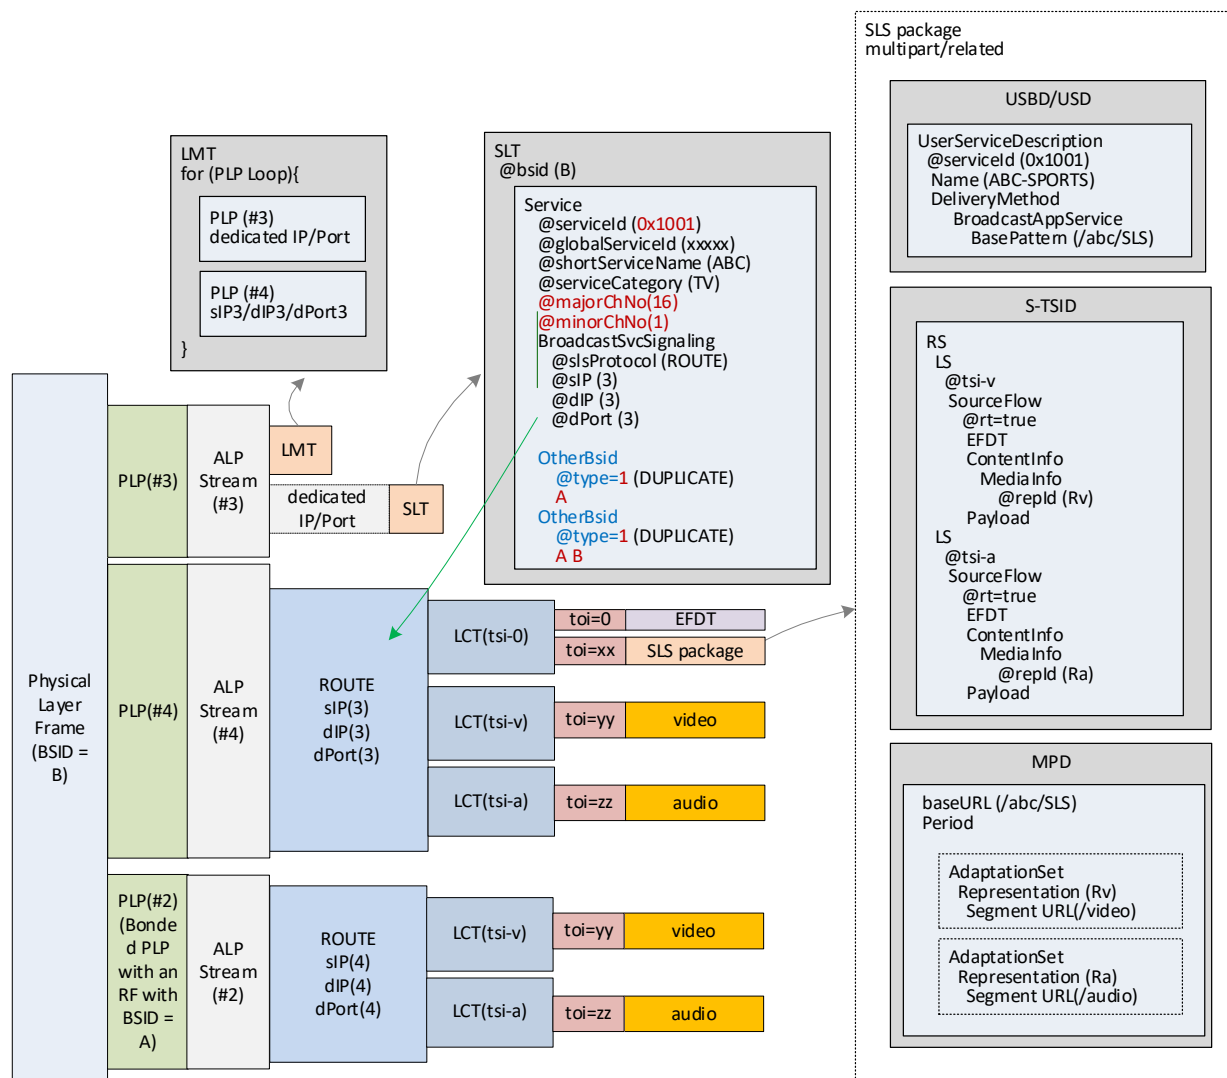 SLS package
multipart/related
USBD/USD
UserServiceDescription
@serviceId (0x1001)
Name (ABC-SPORTS)
DeliveryMethod
BroadcastAppService
BasePattern (/abc/SLS)
S-TSID
RS
LS
@tsi-v
SourceFlow
@rt=true
EFDT
ContentInfo
MediaInfo
@repId (Rv)
Payload
LS
@tsi-a
SourceFlow
@rt=true
EFDT
ContentInfo
MediaInfo
@repId (Ra)
Payload
MPD
baseURL (/abc/SLS)
Period
AdaptationSet
Representation (Rv)
Segment URL(/video)
AdaptationSet
Representation (Ra)
Segment URL(/audio)
LMT
for (PLP Loop){
PLP (#3)
dedicated IP/Port
PLP (#4)
sIP3/dIP3/dPort3
}
SLT
@bsid (B)
Service
@serviceId (0x1001)
@globalServiceId (xxxxx)
@shortServiceName (ABC)
@serviceCategory (TV)
@majorChNo(16)
@minorChNo(1)
BroadcastSvcSignaling
@slsProtocol (ROUTE)
@sIP (3)
@dIP (3)
@dPort (3)
OtherBsid
@type=1 (DUPLICATE)
A
OtherBsid
@type=1 (DUPLICATE)
A B
Physical
Layer
Frame
(BSID =
B)
PLP(#3)
ALP
Stream
(#3)
LMT
dedicated
IP/Port
SLT
PLP(#4)
ALP
Stream
(#4)
ROUTE
sIP(3)
dIP(3)
dPort(3)
LCT(tsi-0)
toi=0
EFDT
toi=xx
SLS package
LCT(tsi-v)
toi=yy
video
LCT(tsi-a)
toi=zz
audio
PLP(#2)
(Bonde
d PLP
with an
RF with
BSID =
A)
ALP
Stream
(#2)
ROUTE
sIP(4)
dIP(4)
dPort(4)
LCT(tsi-v)
toi=yy
video
LCT(tsi-a)
toi=zz
audio